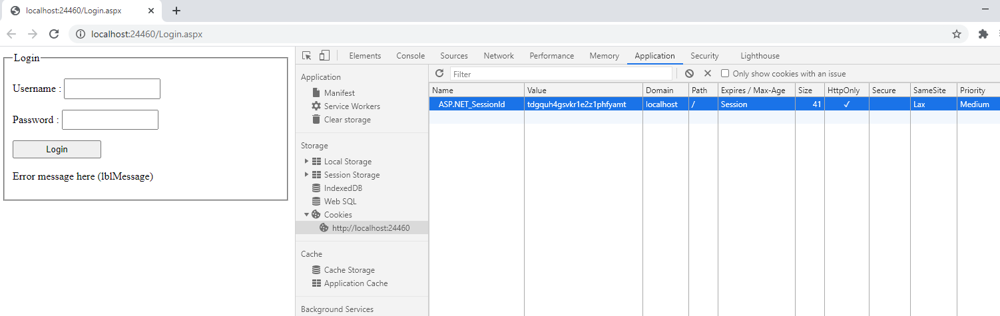 localhost:24460/Login.aspx
localhost:24460/Login.aspx
Login
Username :
Password :
Login
Error message here (lblMessage)
Elements Console Sources Network Performance Memory Application Security Lighthouse
Application
Manifest
Service Workers
Clear storage
Storage
Local Storage
Session Storage
IndexedDB
Web SQL
Cookies
http://localhost:24460
Cache
Cache Storage
Application Cache
Background Services
Filter Only show cookies with an issue
Name Value Domain Path Expires / Max-Age Size HttpOnly Secure SameSite Priority
ASP.NET_SessionId tdgquh4gsvkr1e2z1phfyamt localhost / Session 41 ✓ Lax Medium